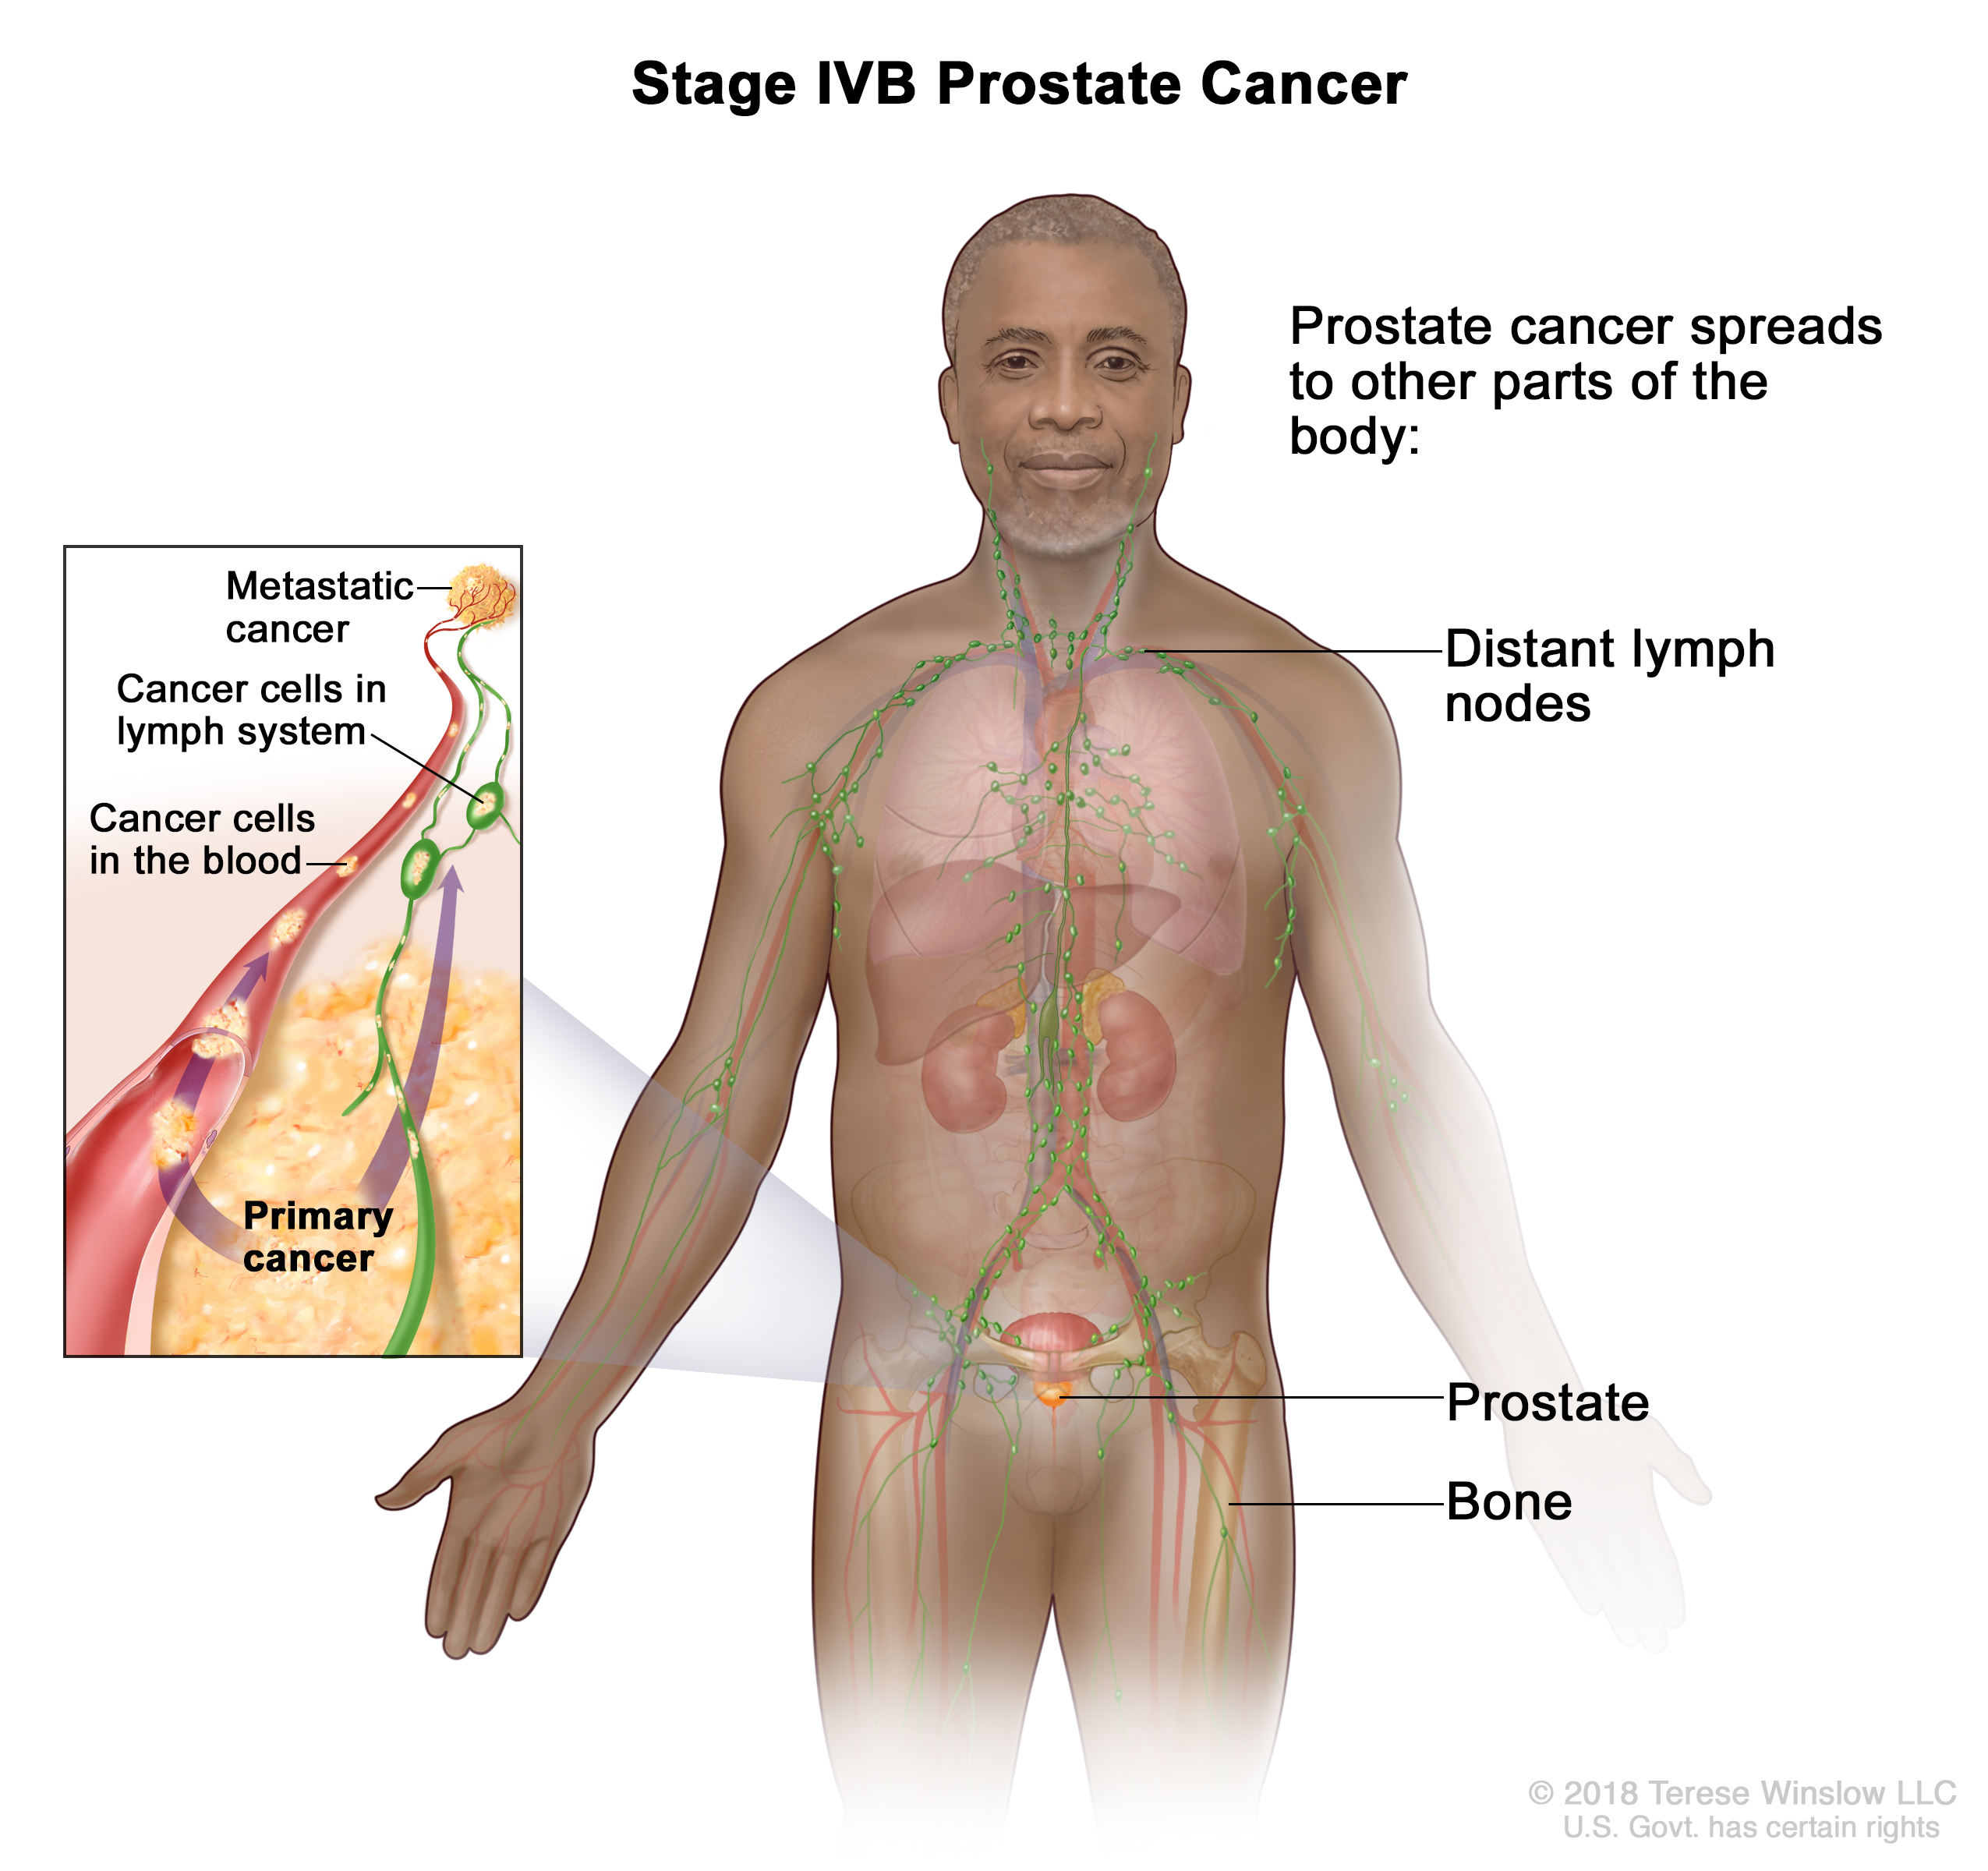 Stage IVB Prostate Cancer
Prostate cancer spreads
to other parts of the
body:
Metastatic
cancer
Cancer cells in
lymph system
Cancer cells
in the blood
Primary
cancer
Distant lymph
nodes
Prostate
Bone
© 2018 Terese Winslow LLC
U.S. Govt. has certain rights